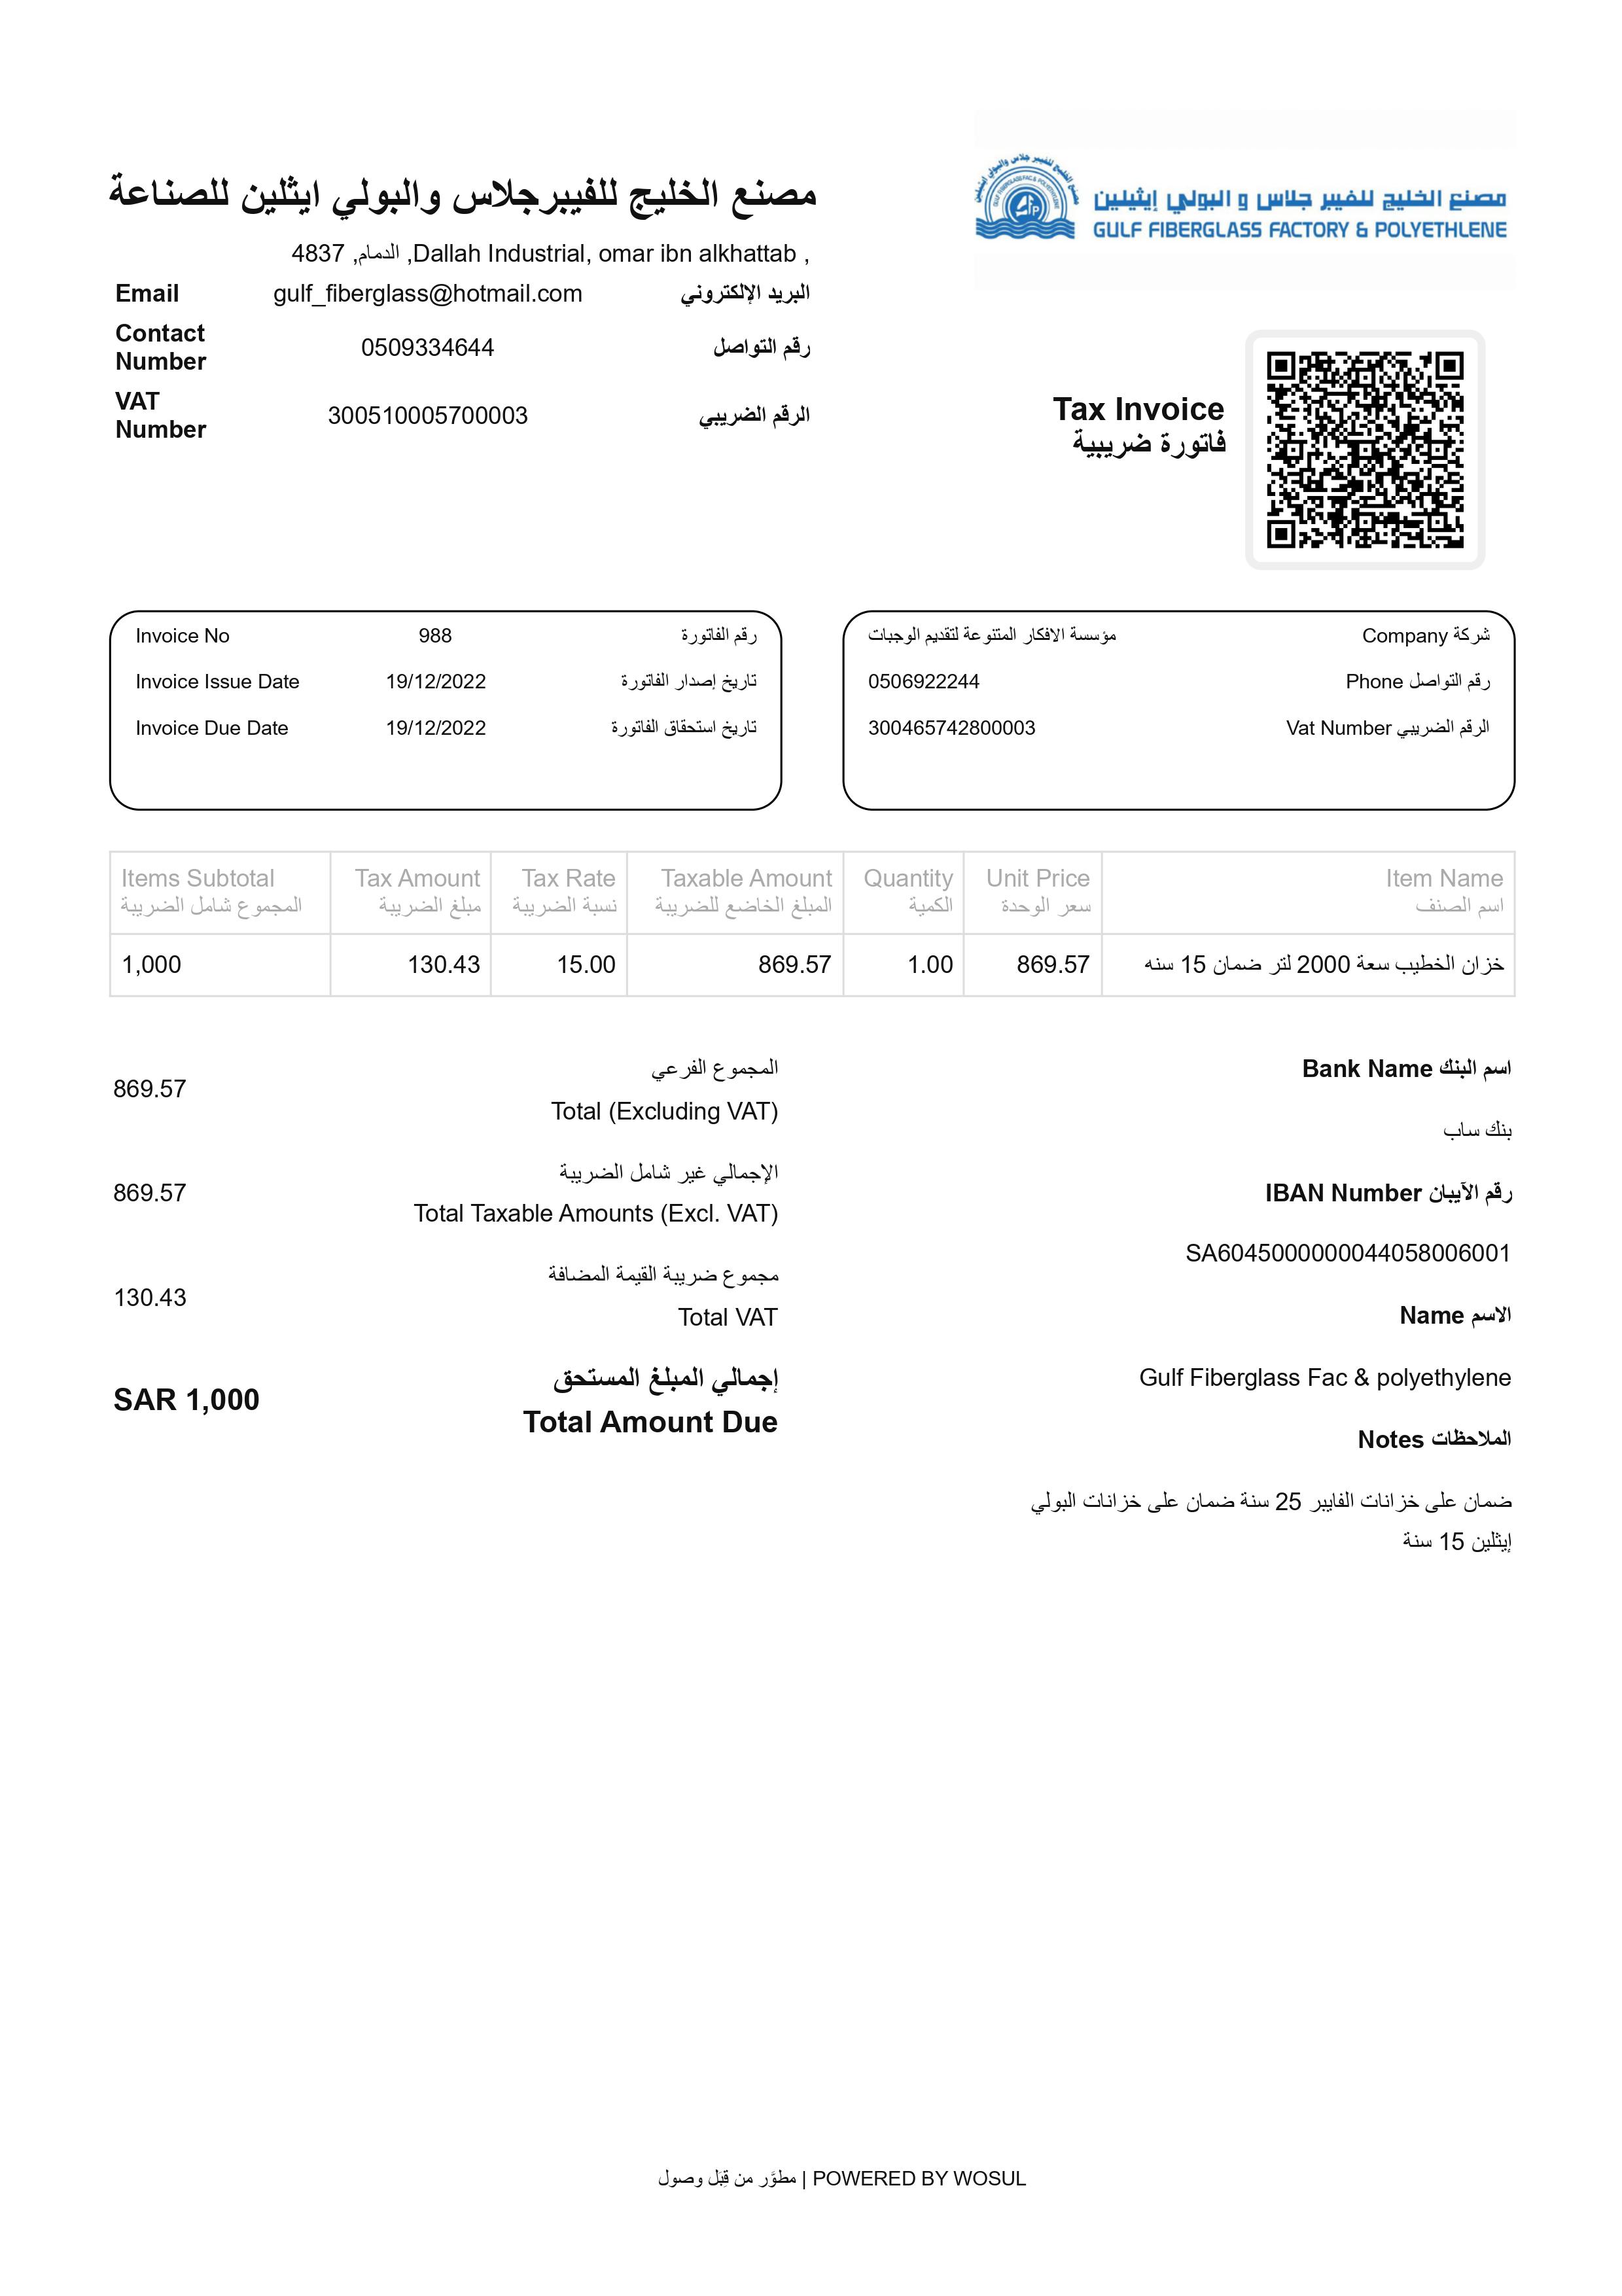 مصنع الخليج للفيبر جلاس و البولي إيثيلين
GULF FIBERGLASS FACTORY & POLYETHLENE
مصنع الخليج للفيبرجلاس والبولي ايثلين للصناعة
4837 ,الدمام ,Dallah Industrial, omar ibn alkhattab ,
Email gulf_fiberglass@hotmail.com البريد الإلكتروني
Contact Number 0509334644 رقم التواصل
VAT Number 300510005700003 الرقم الضريبي
Tax Invoice
فاتورة ضريبية
Invoice No 988 رقم الفاتورة
Invoice Issue Date 19/12/2022 تاريخ إصدار الفاتورة
Invoice Due Date 19/12/2022 تاريخ استحقاق الفاتورة
شركة Company مؤسسة الافكار المتنوعة لتقديم الوجبات
رقم التواصل Phone 0506922244
الرقم الضريبي Vat Number 300465742800003
Items Subtotal Tax Amount Tax Rate Taxable Amount Quantity Unit Price Item Name
المجموع شامل الضريبة مبلغ الضريبة نسبة الضريبة المبلغ الخاضع للضريبة الكمية سعر الوحدة اسم الصنف
1,000 130.43 15.00 869.57 1.00 869.57 خزان الخطيب سعة 2000 لتر ضمان 15 سنه
المجموع الفرعي
869.57
Total (Excluding VAT)
الإجمالي غير شامل الضريبة
869.57
Total Taxable Amounts (Excl. VAT)
مجموع ضريبة القيمة المضافة
130.43
Total VAT
إجمالي المبلغ المستحق
SAR 1,000
Total Amount Due
اسم البنك Bank Name
بنك ساب
رقم الآيبان IBAN Number
SA6045000000044058006001
الاسم Name
Gulf Fiberglass Fac & polyethylene
الملاحظات Notes
ضمان على خزانات الفايبر 25 سنة ضمان على خزانات البولي
إيثلين 15 سنة
مطوَّر من قِبَل وصول | POWERED BY WOSUL